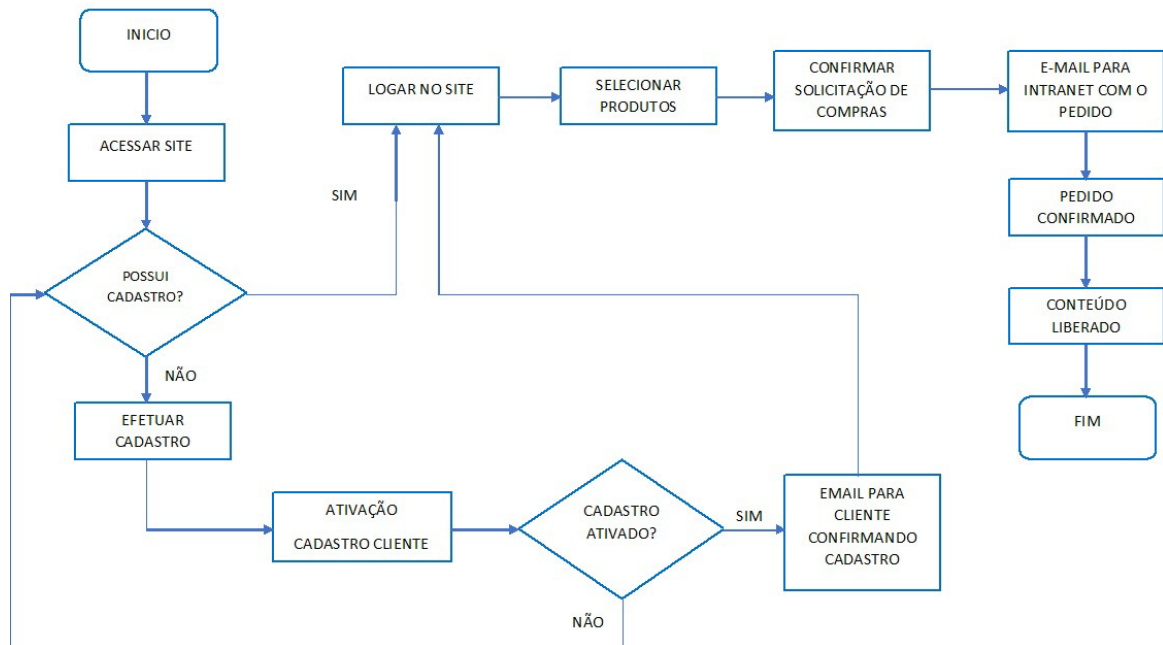 INICIO
ACESSAR SITE
POSSUI
CADASTRO?
SIM
NÃO
EFETUAR
CADASTRO
ATIVAÇÃO
CADASTRO CLIENTE
CADASTRO
ATIVADO?
SIM
NÃO
EMAIL PARA
CLIENTE
CONFIRMANDO
CADASTRO
LOGAR NO SITE
SELECIONAR
PRODUTOS
CONFIRMAR
SOLICITAÇÃO DE
COMPRAS
E-MAIL PARA
INTRANET COM O
PEDIDO
PEDIDO
CONFIRMADO
CONTEÚDO
LIBERADO
FIM